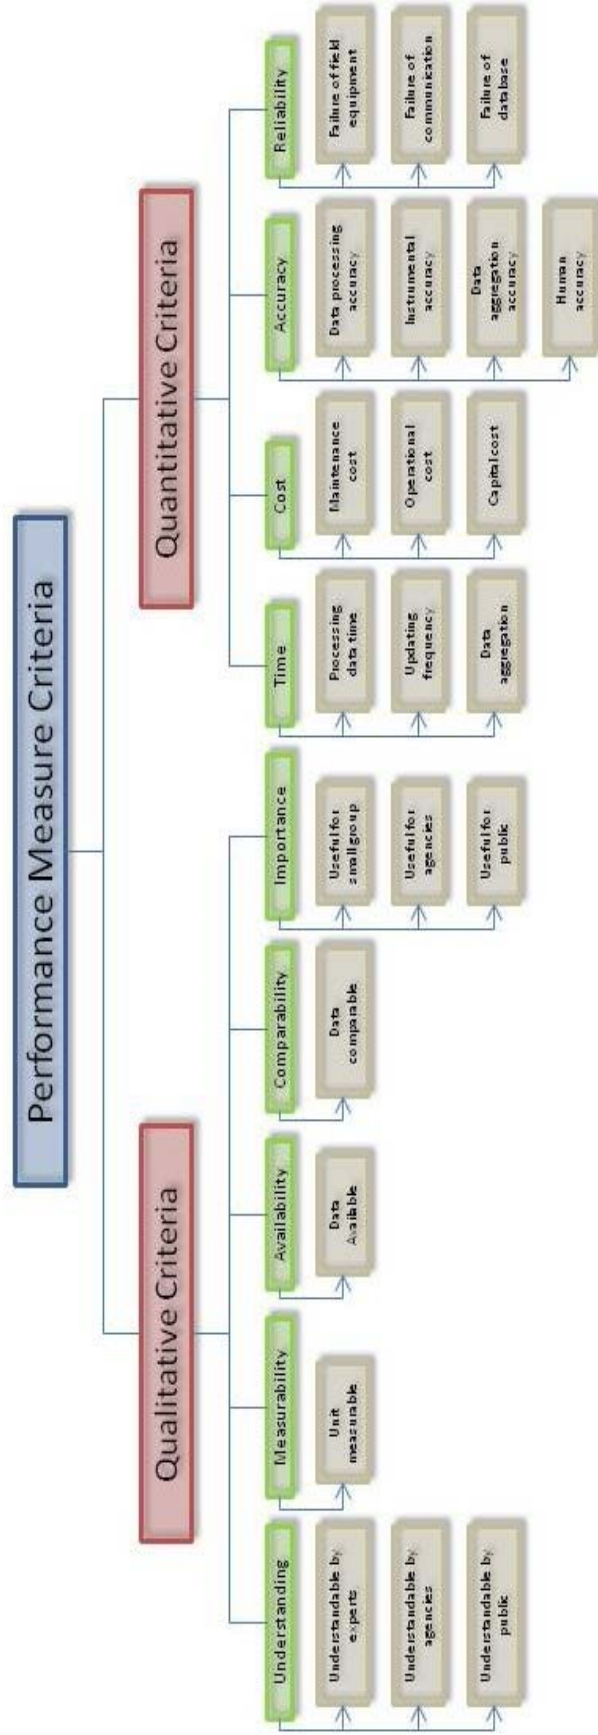 Performance Measure Criteria
Qualitative Criteria
Quantitative Criteria
Understanding
Measurability
Availability
Comparability
Importance
Time
Cost
Accuracy
Reliability
Understandable by
experts
Understandable by
agencies
Understandable by
public
Unit
measurable
Data
Available
Data
comparable
Useful for
small group
Useful for
agencies
Useful for
public
Processing
data time
Updating
frequency
Data
aggregation
Maintenance
cost
Operational
cost
Capital cost
Data processing
accuracy
Instrumental
accuracy
Data
aggregation
accuracy
Human
accuracy
Failure of field
equipment
Failure of
communication
Failure of
database